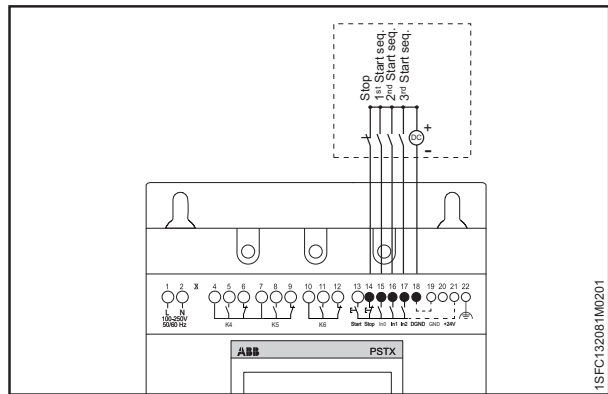 Stop
1st Start seq.
2nd Start seq.
3rd Start seq.
+
DC
-
1 2 X 4 5 6 7 8 9 10 11 12 13 14 15 16 17 18 19 20 21 22
L N
100-250V
50/60 Hz
K4 K5 K6 Start Stop In0 In1 In2 DGND GND +24V
ABB PSTX
1SFC132081M0201